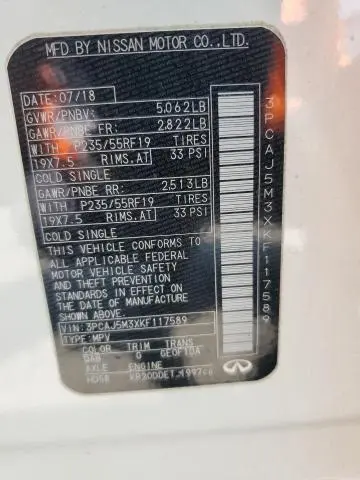 MFD BY NISSAN MOTOR CO.,LTD.
DATE:07/18
GVWR/PNBV: 5,062LB
GAWR/PNBE FR: 2,822LB
WITH P235/55RF19 TIRES
19X7.5 RIMS.AT 33 PSI
COLD SINGLE
GAWR/PNBE RR 2,513LB
WITH P235/55RF19 TIRES
19X7.5 RIMS.AT 33 PSI
COLD SINGLE
THIS VEHICLE CONFORMS TO
ALL APPLICABLE FEDERAL
MOTOR VEHICLE SAFETY AND
THEFT PREVENTION
STANDARDS IN EFFECT ON
THE DATE OF MANUFACTURE
SHOWN ABOVE.
VIN: 3PCAJ5M3XKF117589
TYPE:MPV
COLOR TRIM TRANS
QAB G
AXLE ENGINE
INFINITI
3PCAJ5M3XKF117589